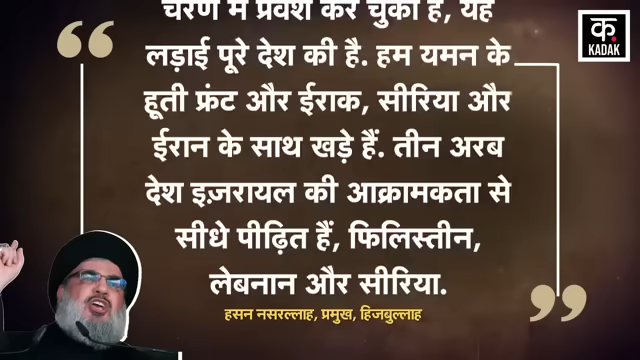 चरण में प्रवेश कर चुकी है, यह
लड़ाई पूरे देश की है. हम यमन के
हूती फ्रंट और ईराक, सीरिया और
ईरान के साथ खड़े हैं. तीन अरब
देश इज़रायल की आक्रामकता से
सीधे पीढ़ित हैं, फिलिस्तीन,
लेबनान और सीरिया.
हसन नसरल्लाह, प्रमुख, हिजबुल्लाह
क.
KADAK